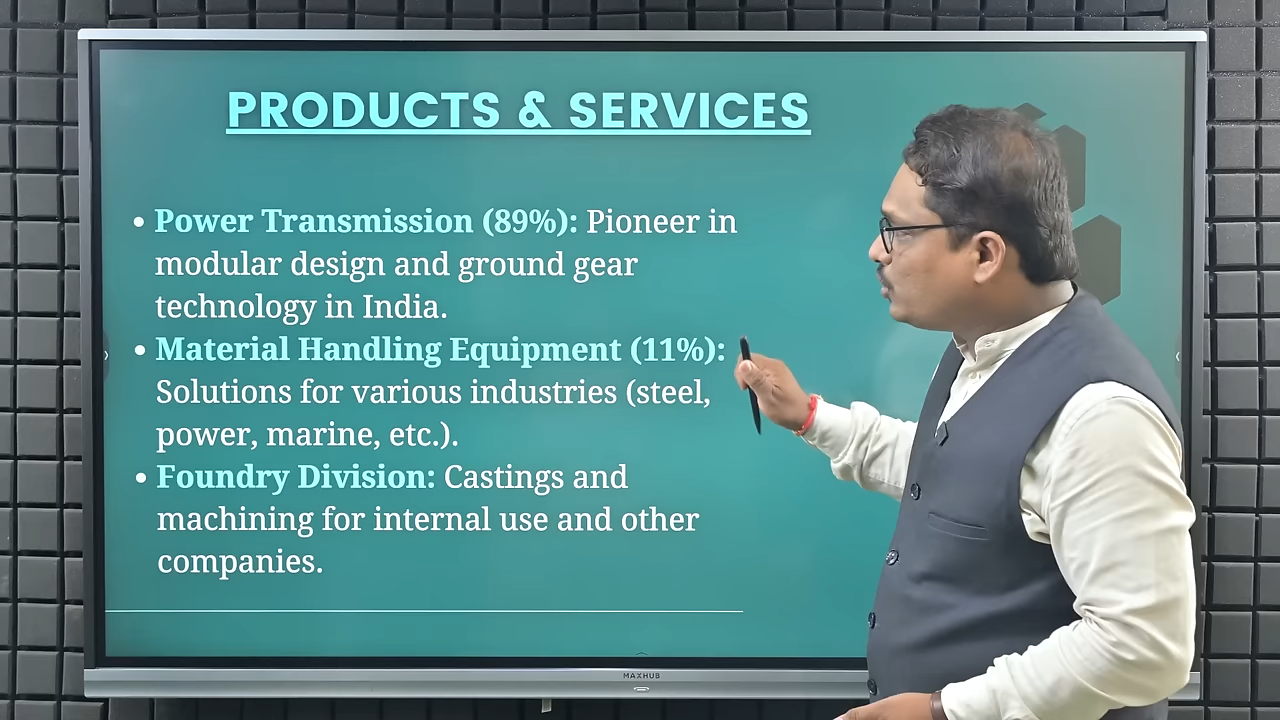 PRODUCTS & SERVICES
• Power Transmission (89%): Pioneer in
modular design and ground gear
technology in India.
• Material Handling Equipment (11%):
Solutions for various industries (steel,
power, marine, etc.).
• Foundry Division: Castings and
machining for internal use and other
companies.
MAXHUB